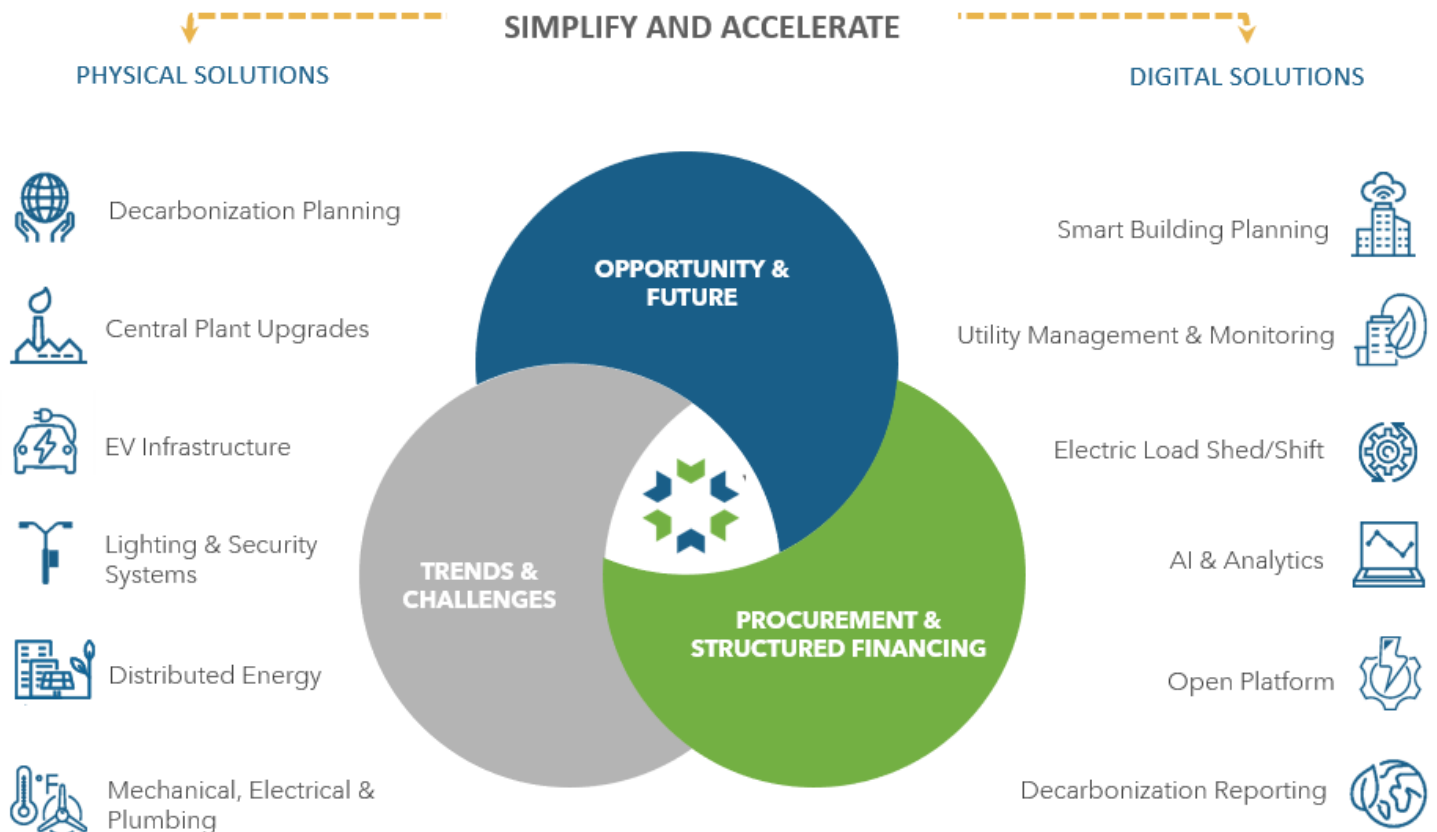 SIMPLIFY AND ACCELERATE
PHYSICAL SOLUTIONS
DIGITAL SOLUTIONS
Decarbonization Planning
Central Plant Upgrades
EV Infrastructure
Lighting & Security
Systems
Distributed Energy
°F
Mechanical, Electrical &
Plumbing
OPPORTUNITY &
FUTURE
TRENDS &
CHALLENGES
PROCUREMENT &
STRUCTURED FINANCING
Smart Building Planning
Utility Management & Monitoring
Electric Load Shed/Shift
AI & Analytics
Open Platform
Decarbonization Reporting